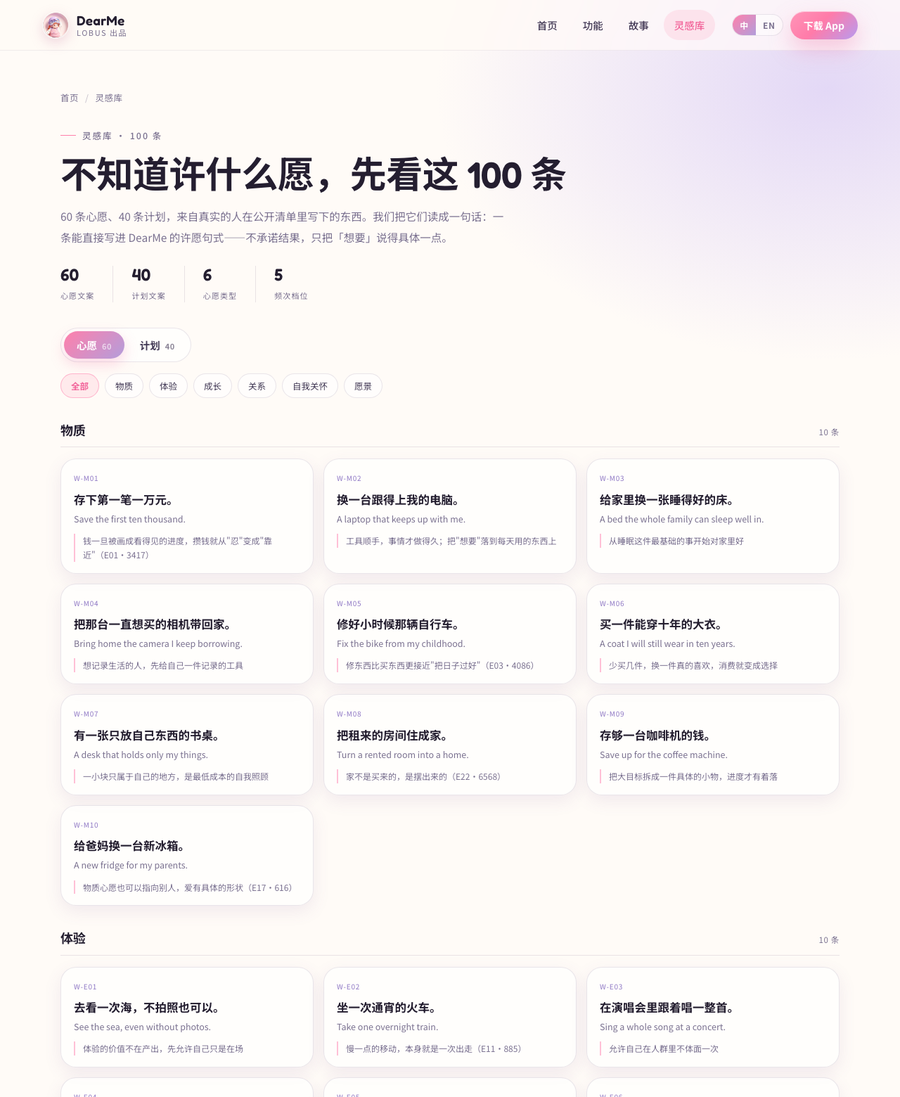 DearMe
LOBUS 出品
首页 功能 故事 灵感库 中 EN 下载 App
首页 / 灵感库
灵感库 · 100 条
不知道许什么愿，先看这 100 条
60 条心愿、40 条计划，来自真实的人在公开清单里写下的东西。我们把它们读成一句话：一
条能直接写进 DearMe 的许愿句式——不承诺结果，只把「想要」说得具体一点。
60 40 6 5
心愿文案 计划文案 心愿类型 频次档位
心愿 60 计划 40
全部 物质 体验 成长 关系 自我关怀 愿景
物质 10 条
W-M01
存下第一笔一万元。
Save the first ten thousand.
钱一旦被画成看得见的进度，攒钱就从"忍"变成"靠
近"（E01·3417）
W-M02
换一台跟得上我的电脑。
A laptop that keeps up with me.
工具顺手，事情才做得久；把"想要"落到每天用的东西上
W-M03
给家里换一张睡得好的床。
A bed the whole family can sleep well in.
从睡眠这件最基础的事开始对家里好
W-M04
把那台一直想买的相机带回家。
Bring home the camera I keep borrowing.
想记录生活的人，先给自己一件记录的工具
W-M05
修好小时候那辆自行车。
Fix the bike from my childhood.
修东西比买东西更接近"把日子过好"（E03·4086）
W-M06
买一件能穿十年的大衣。
A coat I will still wear in ten years.
少买几件，换一件真的喜欢，消费就变成选择
W-M07
有一张只放自己东西的书桌。
A desk that holds only my things.
一小块只属于自己的地方，是最低成本的自我照顾
W-M08
把租来的房间住成家。
Turn a rented room into a home.
家不是买来的，是摆出来的（E22·6568）
W-M09
存够一台咖啡机的钱。
Save up for the coffee machine.
把大目标拆成一件具体的小物，进度才有着落
W-M10
给爸妈换一台新冰箱。
A new fridge for my parents.
物质心愿也可以指向别人，爱有具体的形状（E17·616）
体验 10 条
W-E01
去看一次海，不拍照也可以。
See the sea, even without photos.
体验的价值不在产出，先允许自己只是在场
W-E02
坐一次通宵的火车。
Take one overnight train.
慢一点的移动，本身就是一次出走（E11·885）
W-E03
在演唱会里跟着唱一整首。
Sing a whole song at a concert.
允许自己在人群里不体面一次